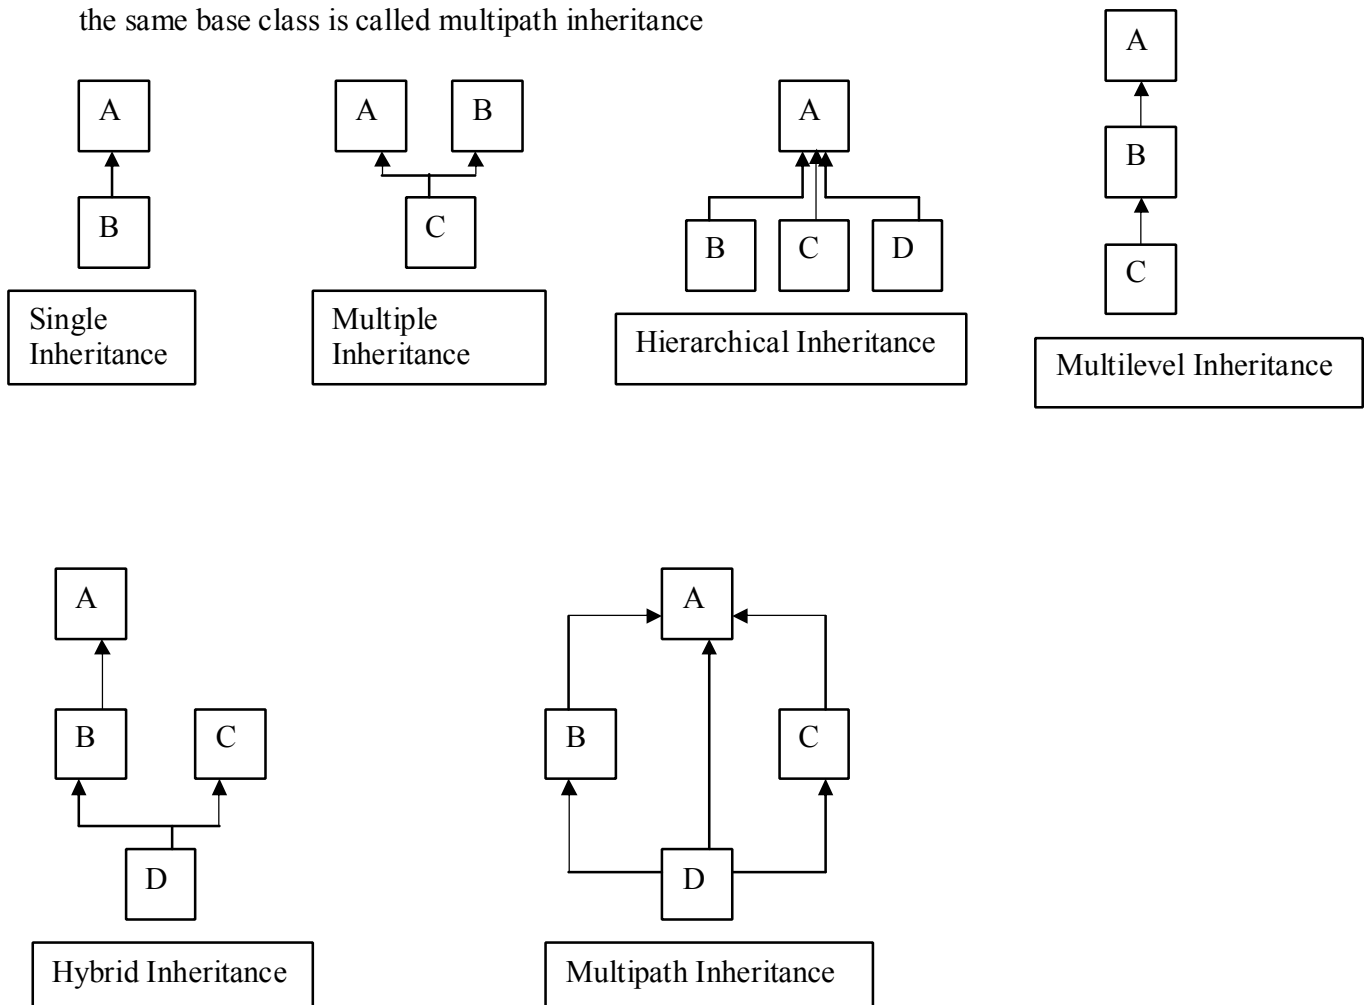 the same base class is called multipath inheritance
A
B
Single
Inheritance
A B
C
Multiple
Inheritance
A
B C D
Hierarchical Inheritance
A
B
C
Multilevel Inheritance
A
B C
D
Hybrid Inheritance
A
B C
D
Multipath Inheritance